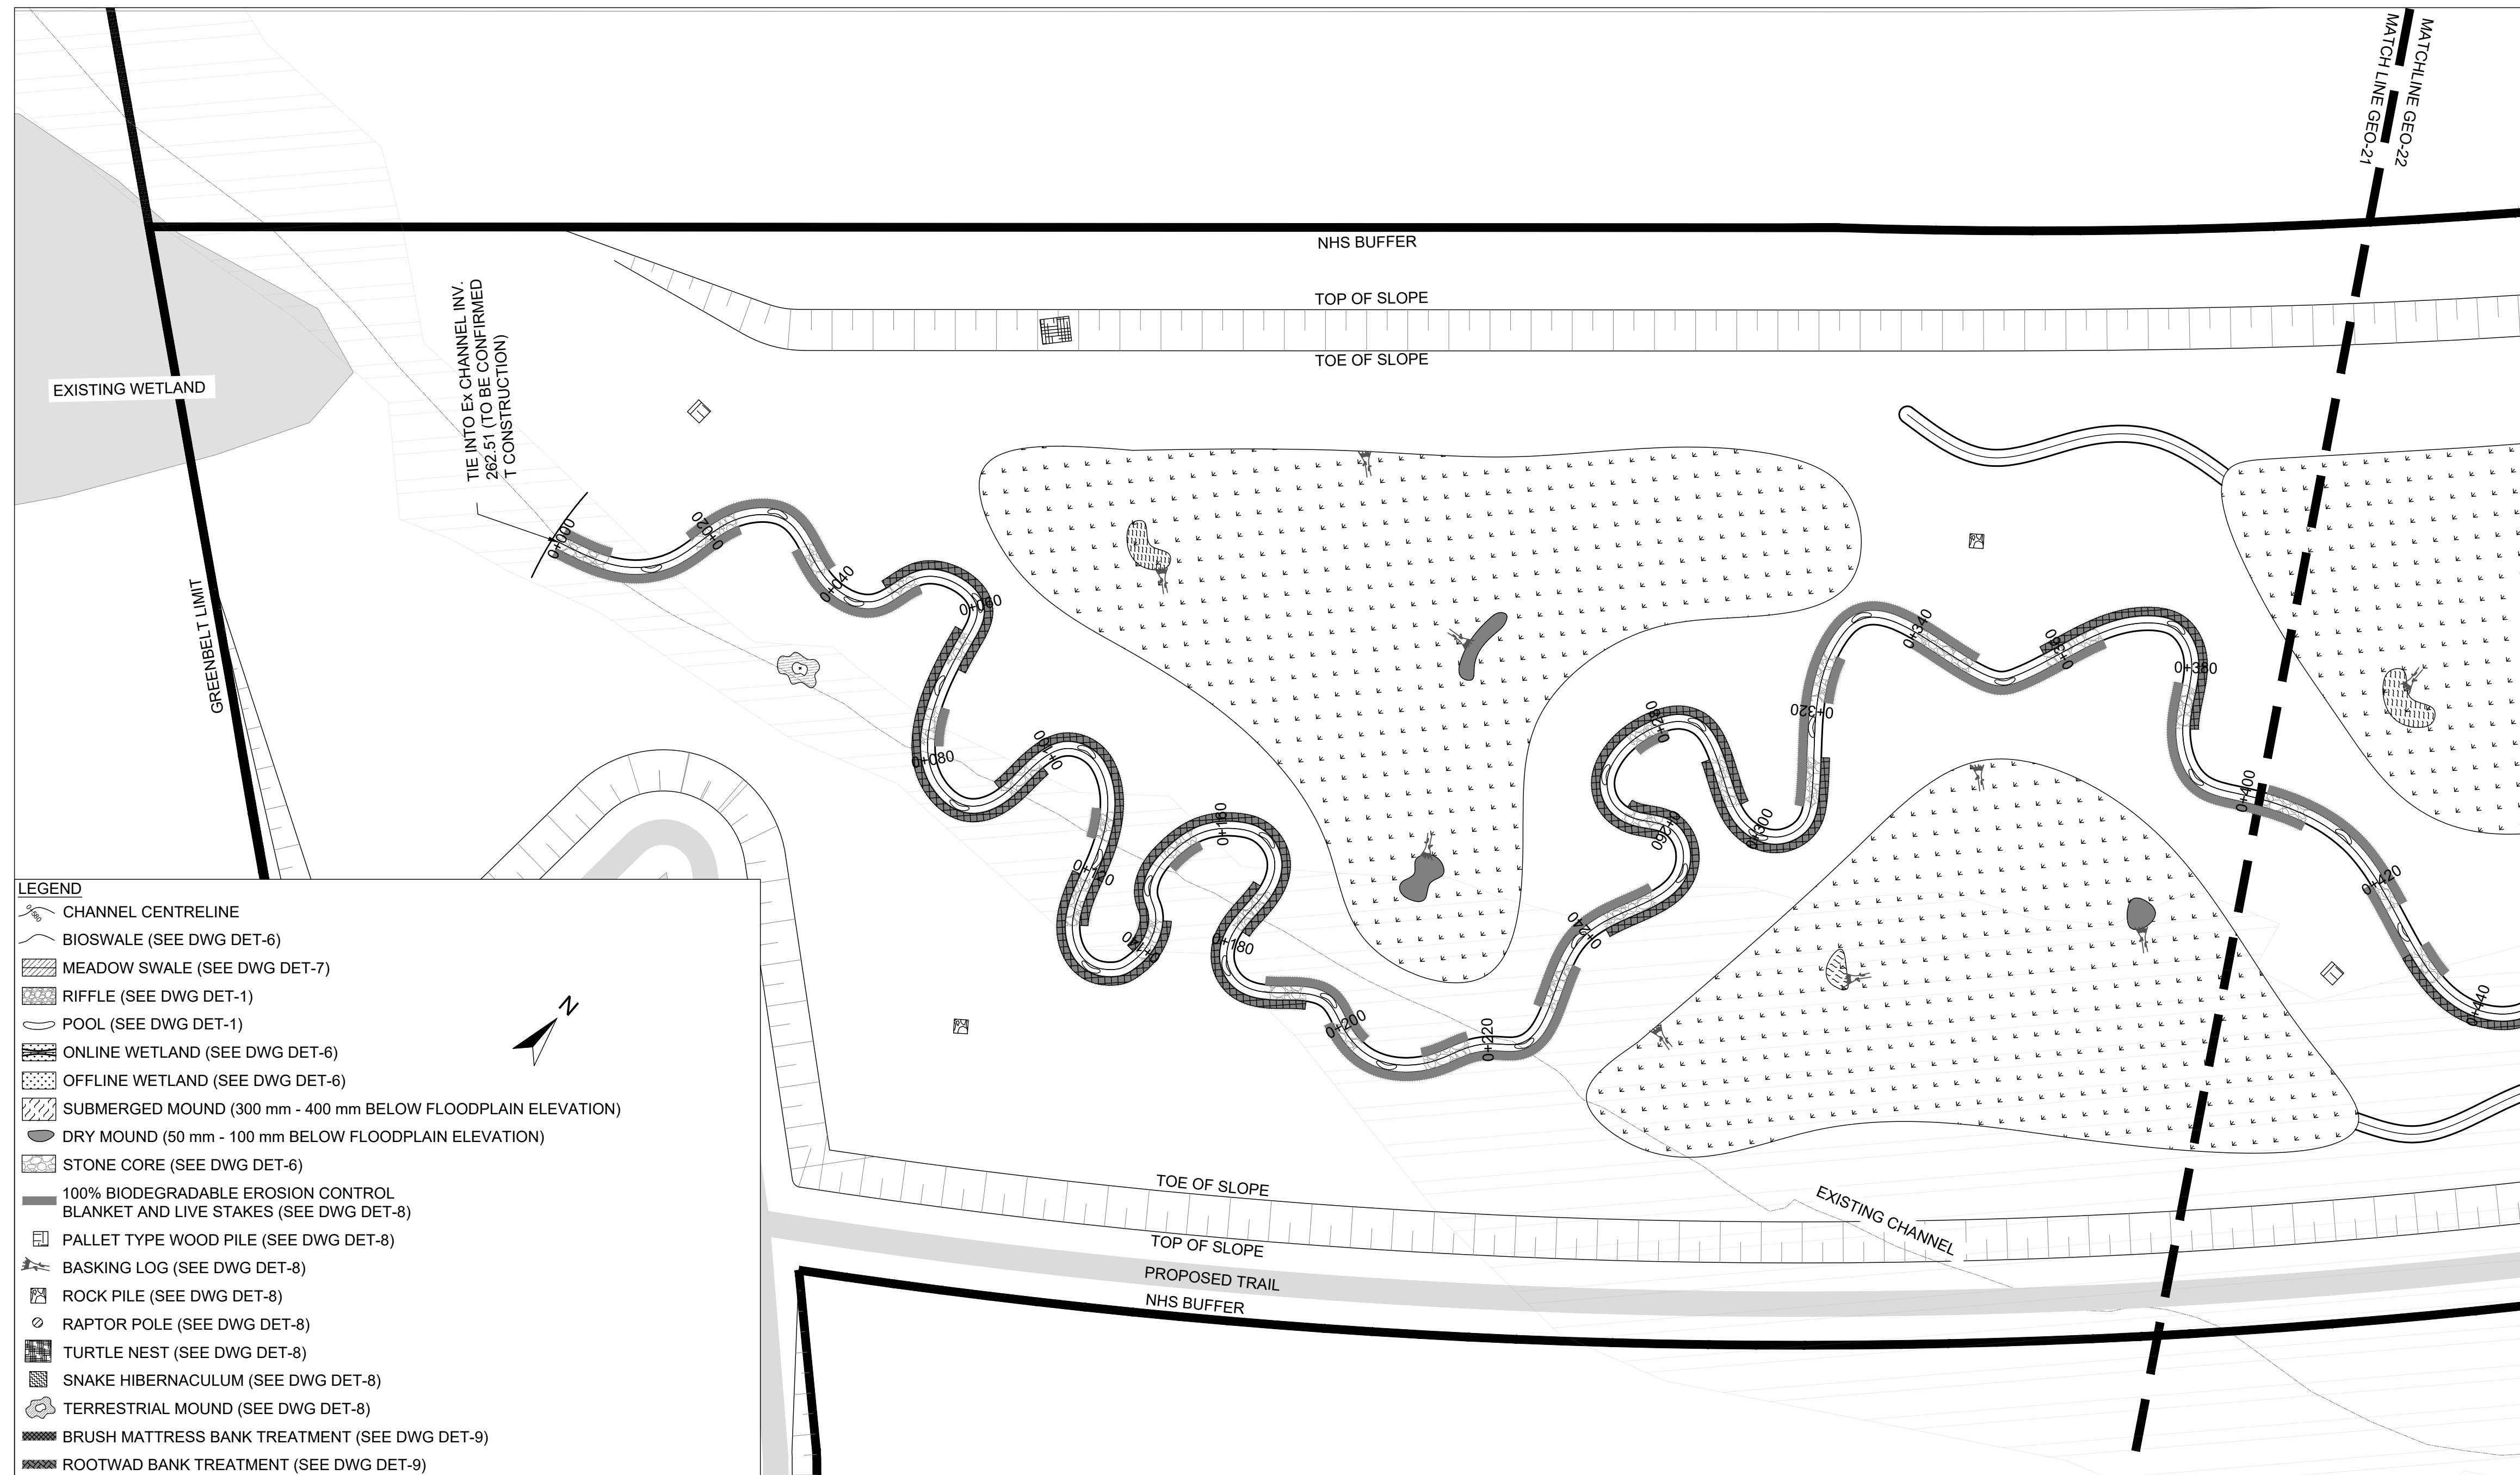 MATCH LINE GEO-21
MATCHLINE GEO-22
NHS BUFFER
TOP OF SLOPE
TOE OF SLOPE
TIE INTO Ex CHANNEL INV.
262.51 (TO BE CONFIRMED
T CONSTRUCTION)
EXISTING WETLAND
GREENBELT LIMIT
0+000
0+020
0+040
0+060
0+080
0+100
0+120
0+140
0+160
0+180
0+200
0+220
0+240
0+260
0+280
0+300
0+320
0+340
0+360
0+380
0+400
0+420
0+440
TOE OF SLOPE
TOP OF SLOPE
PROPOSED TRAIL
NHS BUFFER
EXISTING CHANNEL
N
LEGEND
CHANNEL CENTRELINE
BIOSWALE (SEE DWG DET-6)
MEADOW SWALE (SEE DWG DET-7)
RIFFLE (SEE DWG DET-1)
POOL (SEE DWG DET-1)
ONLINE WETLAND (SEE DWG DET-6)
OFFLINE WETLAND (SEE DWG DET-6)
SUBMERGED MOUND (300 mm - 400 mm BELOW FLOODPLAIN ELEVATION)
DRY MOUND (50 mm - 100 mm BELOW FLOODPLAIN ELEVATION)
STONE CORE (SEE DWG DET-6)
100% BIODEGRADABLE EROSION CONTROL
BLANKET AND LIVE STAKES (SEE DWG DET-8)
PALLET TYPE WOOD PILE (SEE DWG DET-8)
BASKING LOG (SEE DWG DET-8)
ROCK PILE (SEE DWG DET-8)
RAPTOR POLE (SEE DWG DET-8)
TURTLE NEST (SEE DWG DET-8)
SNAKE HIBERNACULUM (SEE DWG DET-8)
TERRESTRIAL MOUND (SEE DWG DET-8)
BRUSH MATTRESS BANK TREATMENT (SEE DWG DET-9)
ROOTWAD BANK TREATMENT (SEE DWG DET-9)